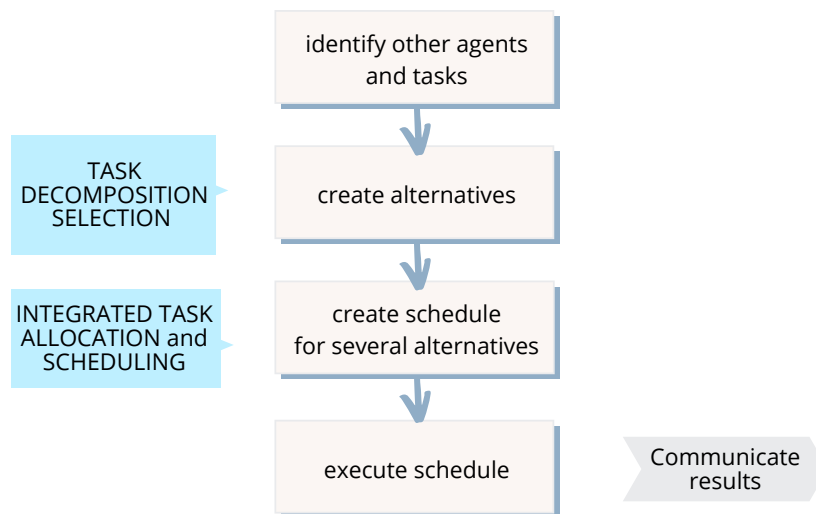 identify other agents
and tasks
TASK
DECOMPOSITION
SELECTION
create alternatives
INTEGRATED TASK
ALLOCATION and
SCHEDULING
create schedule
for several alternatives
execute schedule
Communicate
results